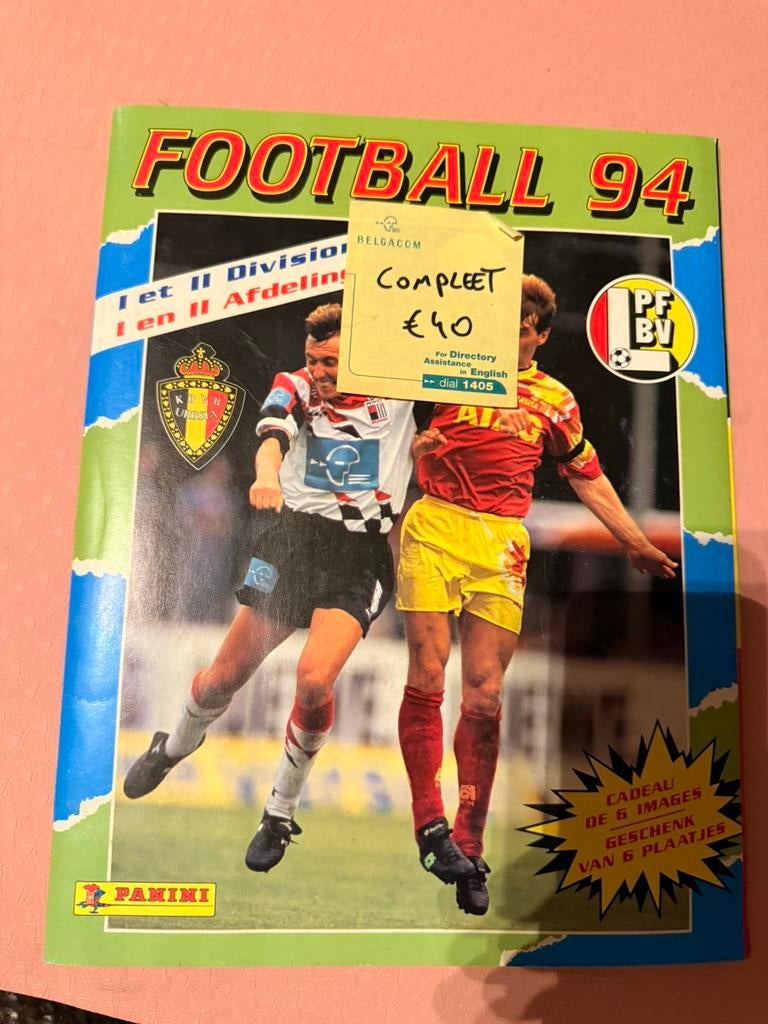 FOOTBALL 94
I et II Division
I en II Afdeling
BELGACOM
COMPLEET
€40
For Directory
Assistance
in English
dial 1405
PF
BV
K B V B
URBSFA
CADEAU
DE 6 IMAGES
GESCHENK
VAN 6 PLAATJES
PANINI